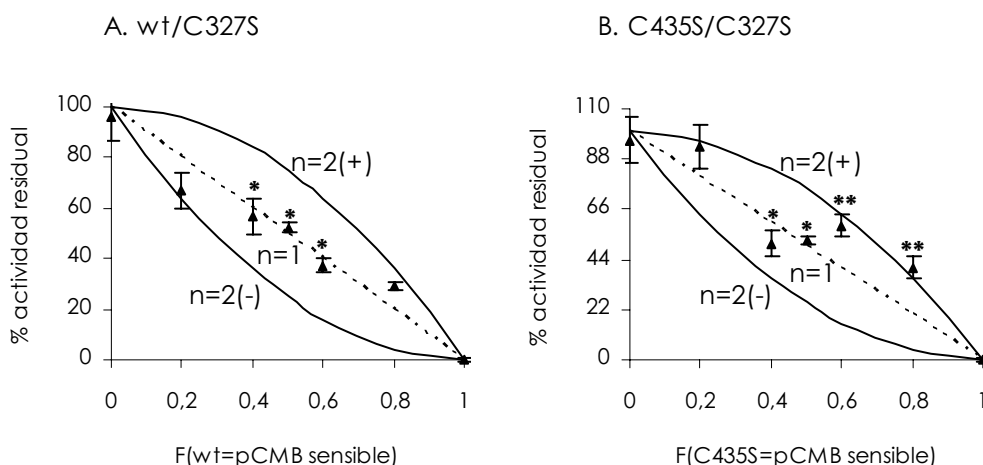 A. wt/C327S
% actividad residual
100
80
60
40
20
0
n=2(+)
*
*
*
n=1
n=2(-)
0
0,2
0,4
0,6
0,8
1
F(wt=pCMB sensible)
B. C435S/C327S
% actividad residual
110
88
66
44
22
0
n=2(+)
*
*
**
**
n=1
n=2(-)
0
0,2
0,4
0,6
0,8
1
F(C435S=pCMB sensible)